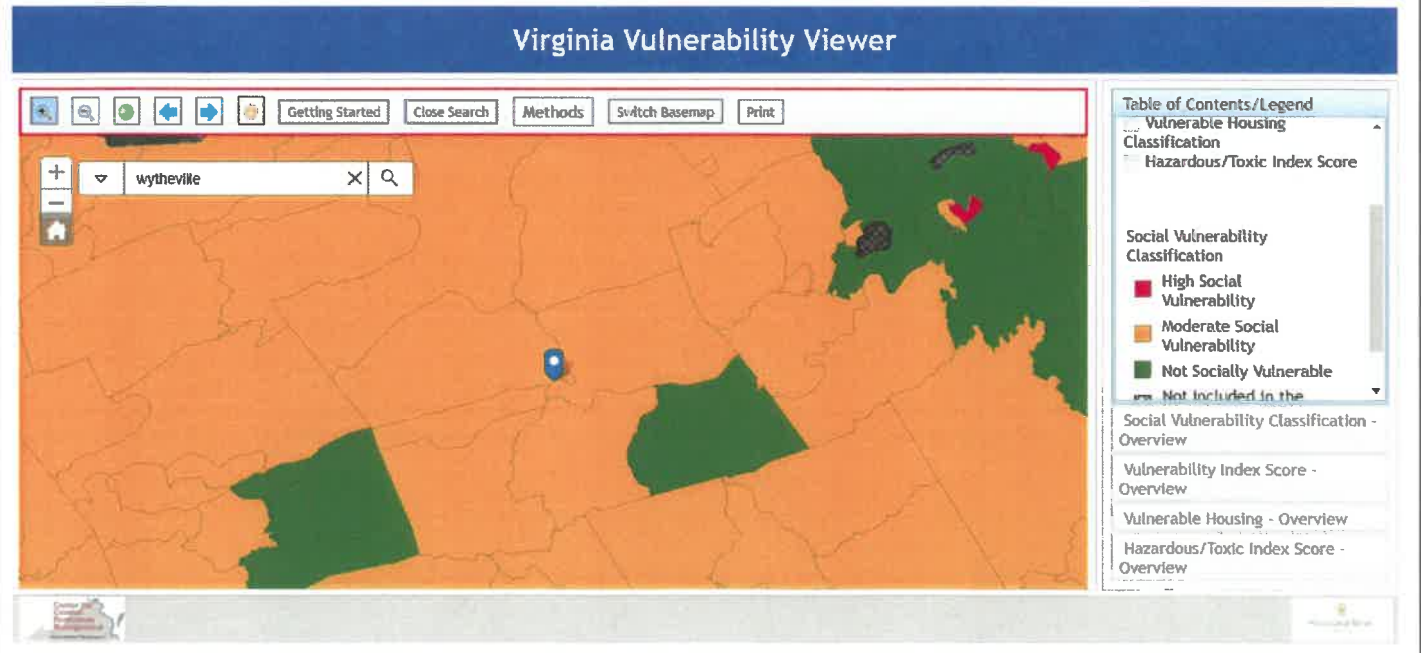 Virginia Vulnerability Viewer
Getting Started
Close Search
Methods
Switch Basemap
Print
+
wytheville
−
Table of Contents/Legend
Vulnerable Housing
Classification
Hazardous/Toxic Index Score
Social Vulnerability
Classification
High Social
Vulnerability
Moderate Social
Vulnerability
Not Socially Vulnerable
Not Included in the
Social Vulnerability Classification -
Overview
Vulnerability Index Score -
Overview
Vulnerable Housing - Overview
Hazardous/Toxic Index Score -
Overview